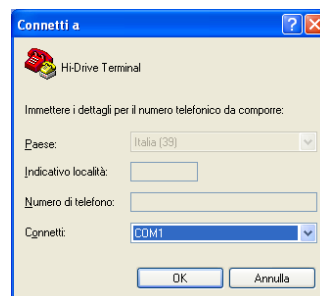 Connetti a
Hi-Drive Terminal
Immettere i dettagli per il numero telefonico da comporre:
Paese: Italia (39)
Indicativo località:
Numero di telefono:
Connetti: COM1
OK Annulla